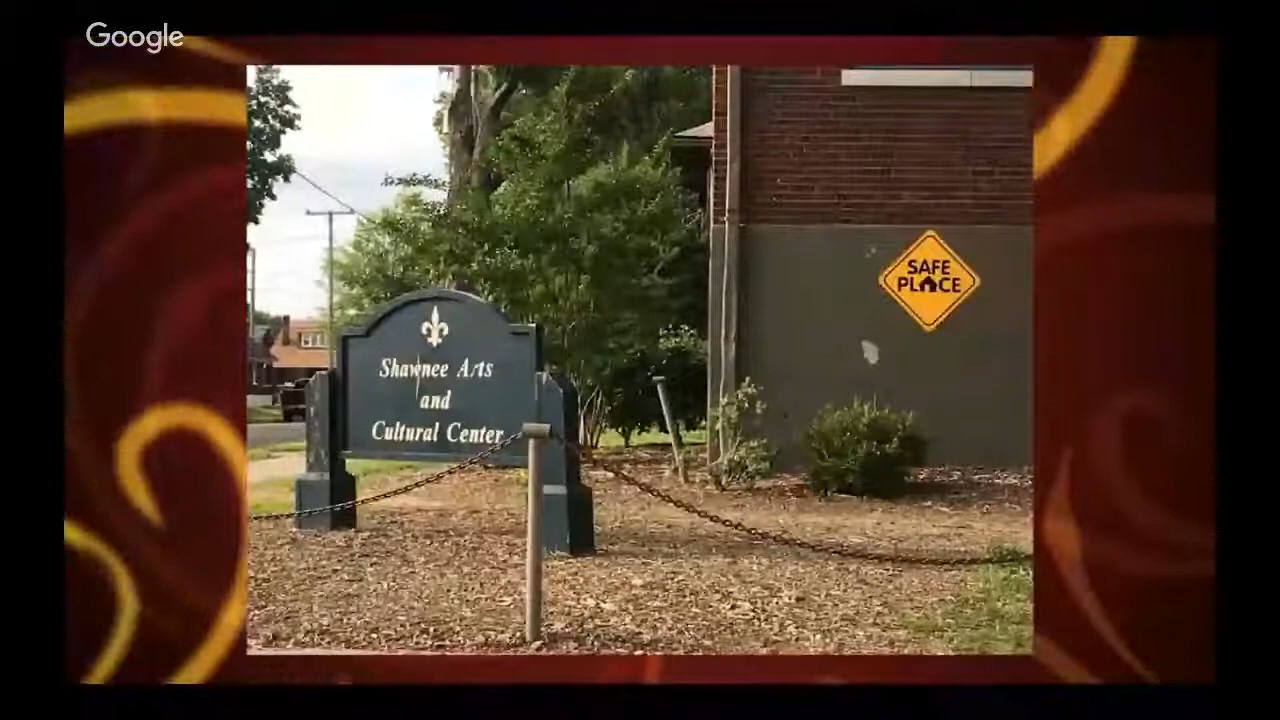 Google
Shawnee Arts
and
Cultural Center
SAFE
PLACE